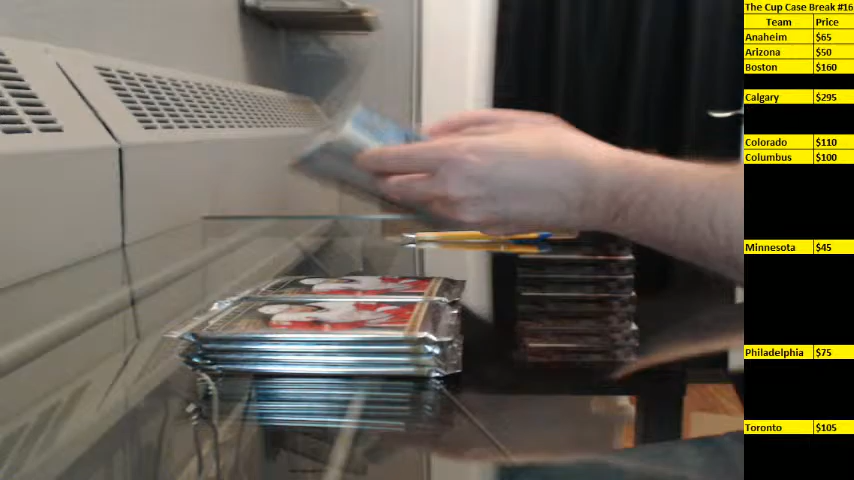 The Cup Case Break #16
Team Price
Anaheim $65
Arizona $50
Boston $160
Calgary $295
Colorado $110
Columbus $100
Minnesota $45
Philadelphia $75
Toronto $105